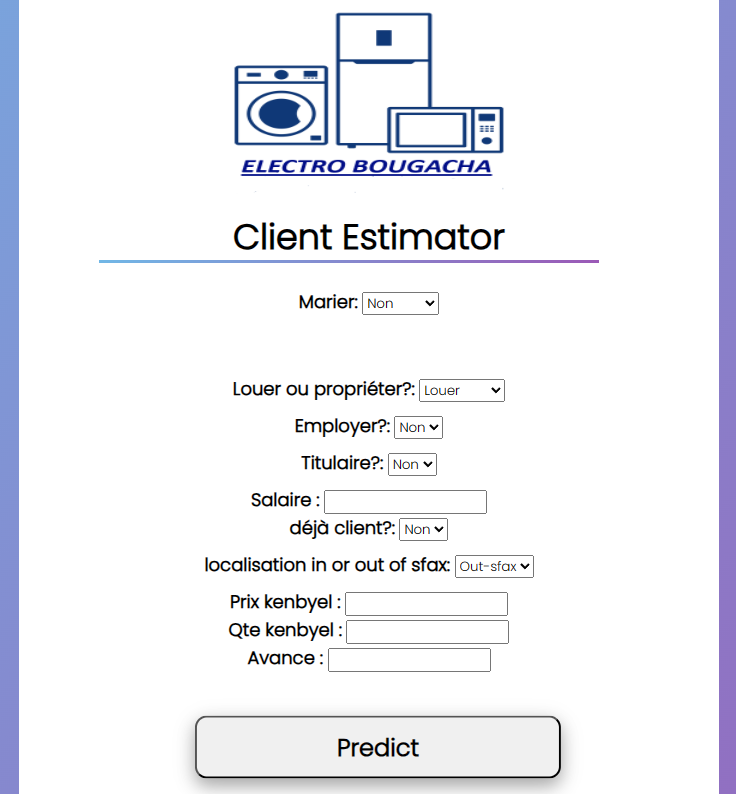 ELECTRO BOUGACHA
Client Estimator
Marier: Non
Louer ou propriéter?: Louer
Employer?: Non
Titulaire?: Non
Salaire :
déjà client?: Non
localisation in or out of sfax: Out-sfax
Prix kenbyel :
Qte kenbyel :
Avance :
Predict